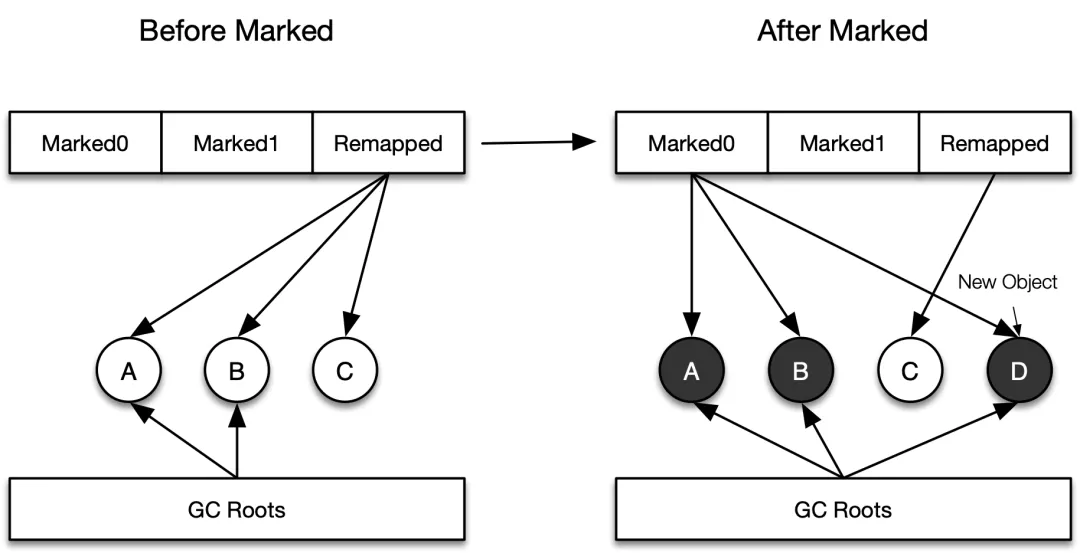 Before Marked
After Marked
Marked0 Marked1 Remapped
Marked0 Marked1 Remapped
New Object
A B C
A B C D
GC Roots
GC Roots